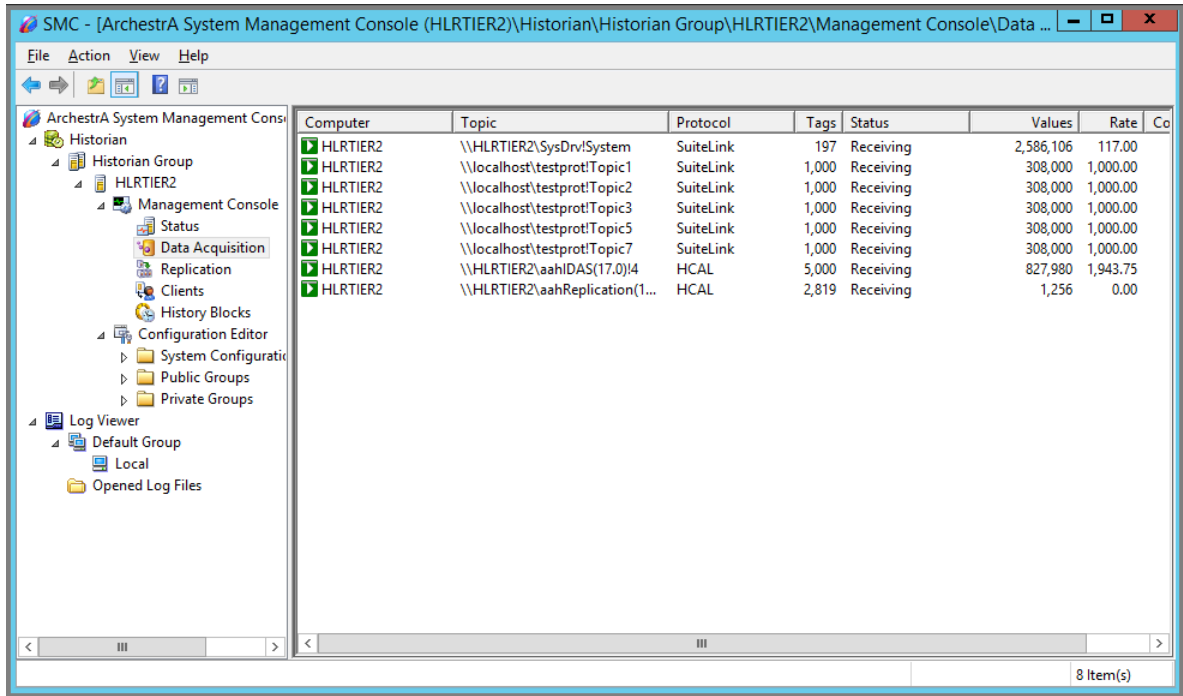 SMC - [ArchestrA System Management Console (HLRTIER2)\Historian\Historian Group\HLRTIER2\Management Console\Data ...
File Action View Help
ArchestrA System Management Cons
Historian
Historian Group
HLRTIER2
Management Console
Status
Data Acquisition
Replication
Clients
History Blocks
Configuration Editor
System Configuratic
Public Groups
Private Groups
Log Viewer
Default Group
Local
Opened Log Files
Computer Topic Protocol Tags Status Values Rate Co
HLRTIER2 \\HLRTIER2\SysDrv!System SuiteLink 197 Receiving 2,586,106 117.00
HLRTIER2 \\localhost\testprot!Topic1 SuiteLink 1,000 Receiving 308,000 1,000.00
HLRTIER2 \\localhost\testprot!Topic2 SuiteLink 1,000 Receiving 308,000 1,000.00
HLRTIER2 \\localhost\testprot!Topic3 SuiteLink 1,000 Receiving 308,000 1,000.00
HLRTIER2 \\localhost\testprot!Topic5 SuiteLink 1,000 Receiving 308,000 1,000.00
HLRTIER2 \\localhost\testprot!Topic7 SuiteLink 1,000 Receiving 308,000 1,000.00
HLRTIER2 \\HLRTIER2\aahIDAS(17.0)!4 HCAL 5,000 Receiving 827,980 1,943.75
HLRTIER2 \\HLRTIER2\aahReplication(1... HCAL 2,819 Receiving 1,256 0.00
8 Item(s)